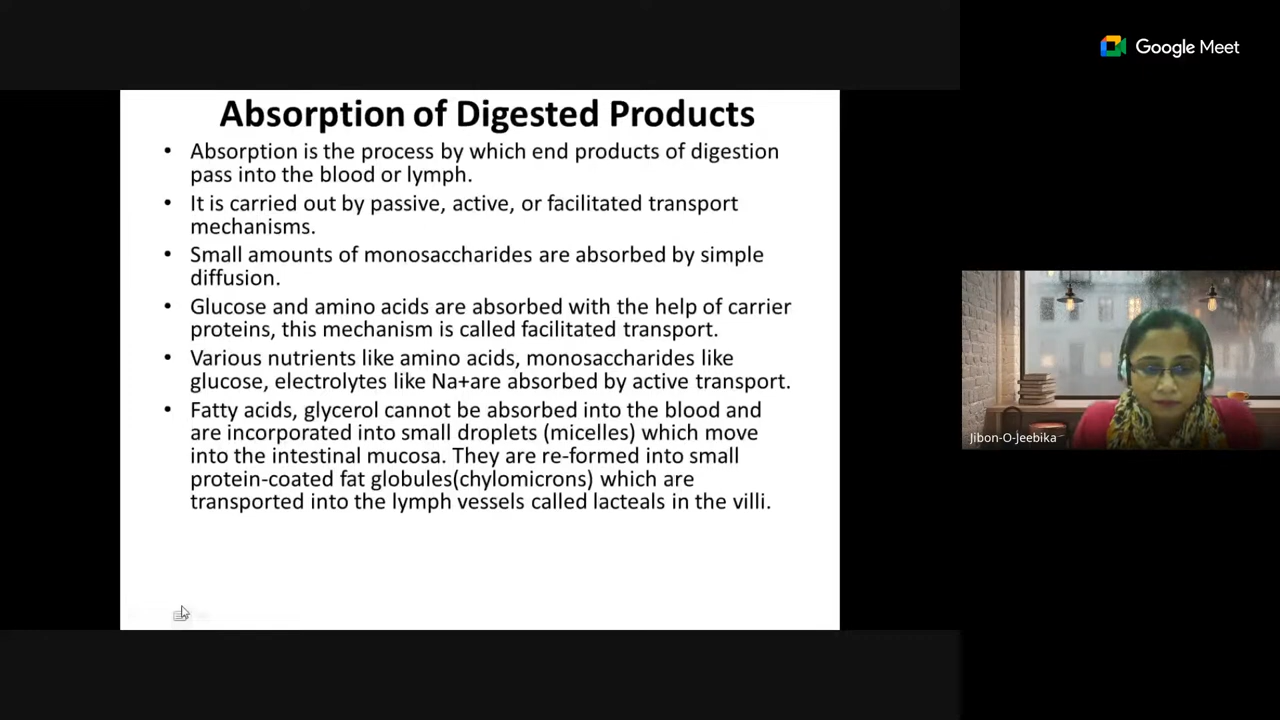 Google Meet
Absorption of Digested Products
• Absorption is the process by which end products of digestion
pass into the blood or lymph.
• It is carried out by passive, active, or facilitated transport
mechanisms.
• Small amounts of monosaccharides are absorbed by simple
diffusion.
• Glucose and amino acids are absorbed with the help of carrier
proteins, this mechanism is called facilitated transport.
• Various nutrients like amino acids, monosaccharides like
glucose, electrolytes like Na+are absorbed by active transport.
• Fatty acids, glycerol cannot be absorbed into the blood and
are incorporated into small droplets (micelles) which move
into the intestinal mucosa. They are re-formed into small
protein-coated fat globules(chylomicrons) which are
transported into the lymph vessels called lacteals in the villi.
Jibon-O-Jeebika